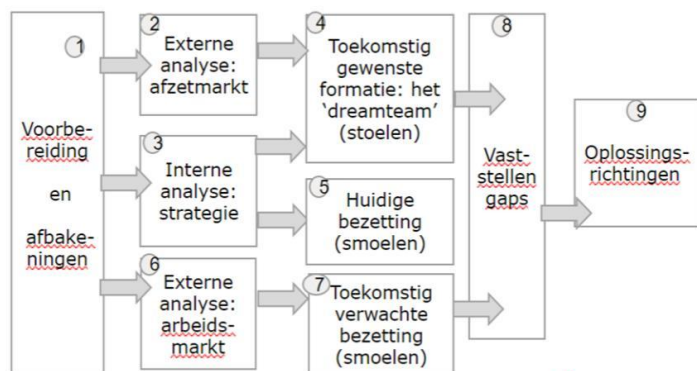 1
Voorbe-
reiding
en
afbake-
ningen
2
Externe
analyse:
afzetmarkt
3
Interne
analyse:
strategie
4
Toekomstig
gewenste
formatie: het
‘dreamteam’
(stoelen)
5
Huidige
bezetting
(smoelen)
6
Externe
analyse:
arbeids-
markt
7
Toekomstig
verwachte
bezetting
(smoelen)
8
Vast-
stellen
gaps
9
Oplossings-
richtingen